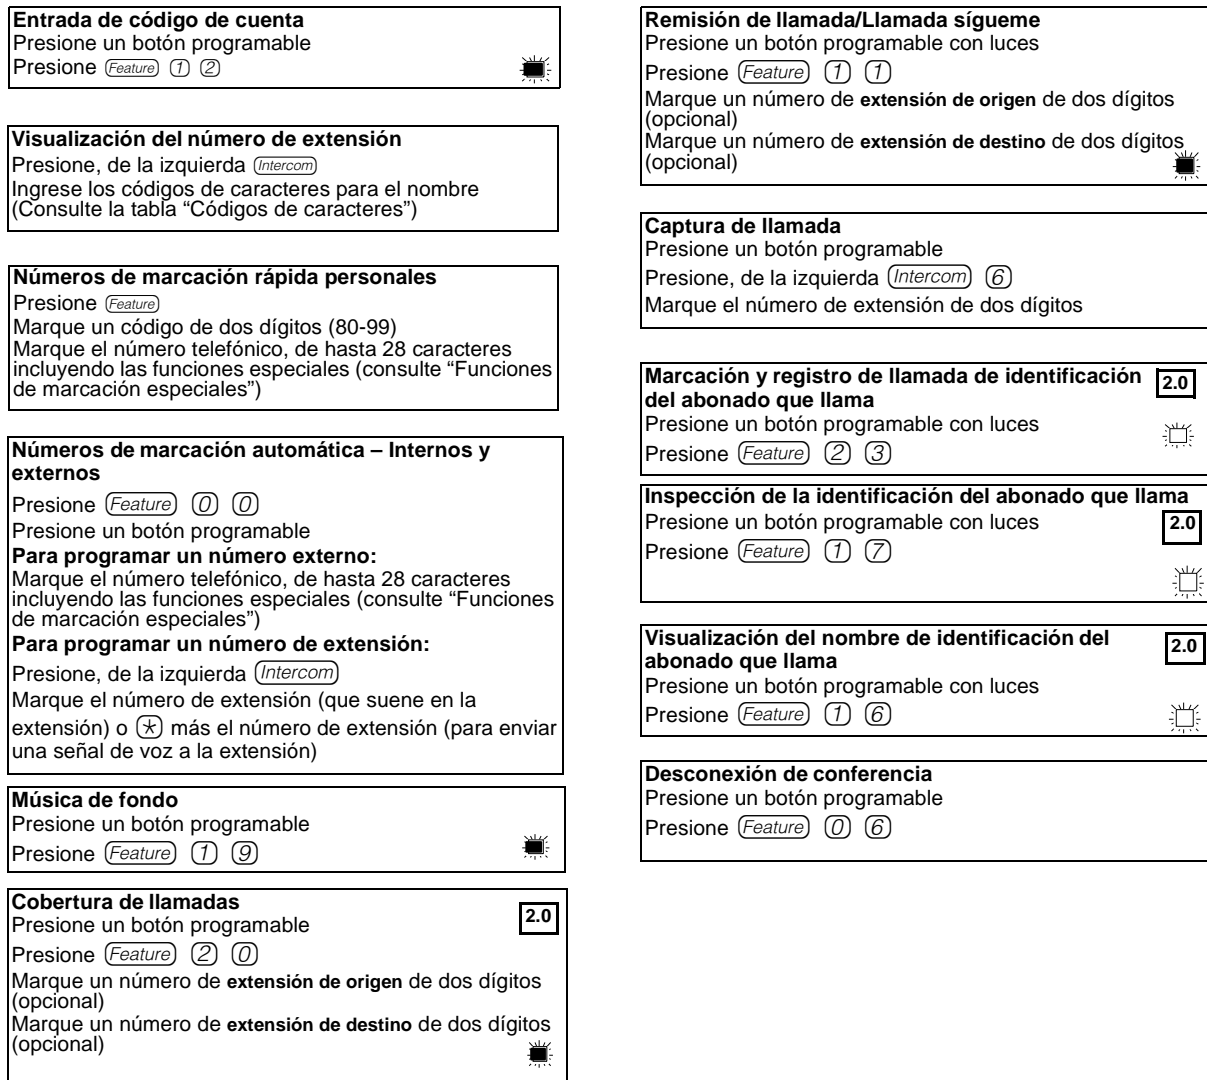 Entrada de código de cuenta
Presione un botón programable
Presione Feature 1 2
Visualización del número de extensión
Presione, de la izquierda Intercom
Ingrese los códigos de caracteres para el nombre
(Consulte la tabla “Códigos de caracteres”)
Números de marcación rápida personales
Presione Feature
Marque un código de dos dígitos (80-99)
Marque el número telefónico, de hasta 28 caracteres
incluyendo las funciones especiales (consulte “Funciones
de marcación especiales”)
Números de marcación automática – Internos y
externos
Presione Feature 0 0
Presione un botón programable
Para programar un número externo:
Marque el número telefónico, de hasta 28 caracteres
incluyendo las funciones especiales (consulte “Funciones
de marcación especiales”)
Para programar un número de extensión:
Presione, de la izquierda Intercom
Marque el número de extensión (que suene en la
extensión) o * más el número de extensión (para enviar
una señal de voz a la extensión)
Música de fondo
Presione un botón programable
Presione Feature 1 9
Cobertura de llamadas
2.0
Presione un botón programable
Presione Feature 2 0
Marque un número de extensión de origen de dos dígitos
(opcional)
Marque un número de extensión de destino de dos dígitos
(opcional)
Remisión de llamada/Llamada sígueme
Presione un botón programable con luces
Presione Feature 1 1
Marque un número de extensión de origen de dos dígitos
(opcional)
Marque un número de extensión de destino de dos dígitos
(opcional)
Captura de llamada
Presione un botón programable
Presione, de la izquierda Intercom 6
Marque el número de extensión de dos dígitos
Marcación y registro de llamada de identificación
2.0
del abonado que llama
Presione un botón programable con luces
Presione Feature 2 3
Inspección de la identificación del abonado que llama
Presione un botón programable con luces
2.0
Presione Feature 1 7
Visualización del nombre de identificación del
2.0
abonado que llama
Presione un botón programable con luces
Presione Feature 1 6
Desconexión de conferencia
Presione un botón programable
Presione Feature 0 6